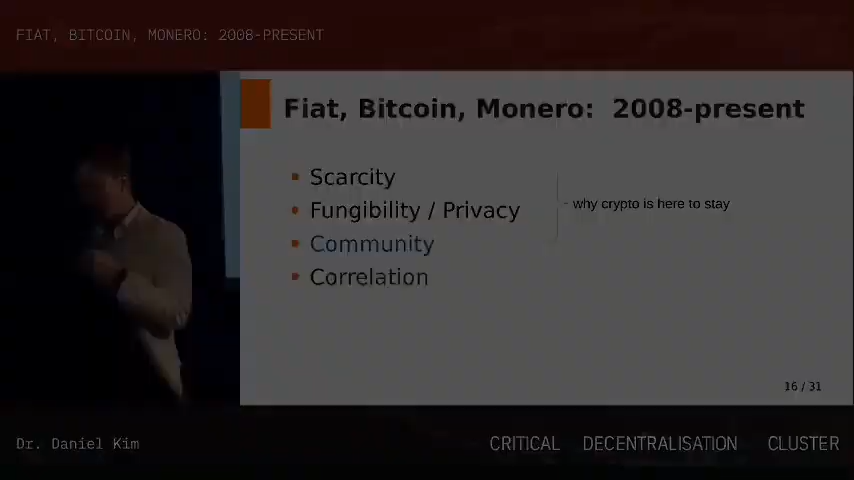 FIAT, BITCOIN, MONERO: 2008-PRESENT
Fiat, Bitcoin, Monero: 2008-present
Scarcity
Fungibility / Privacy
why crypto is here to stay
Community
Correlation
16 / 31
Dr. Daniel Kim
CRITICAL DECENTRALISATION CLUSTER